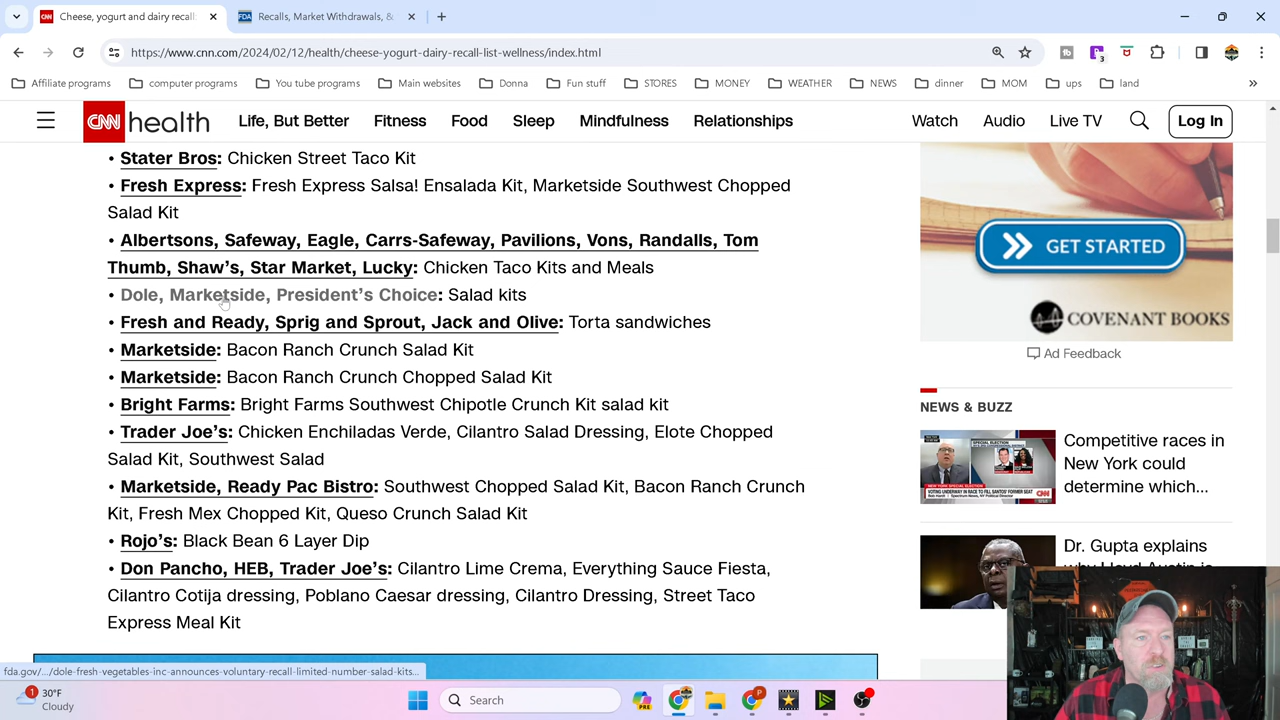 Cheese, yogurt and dairy recall
Recalls, Market Withdrawals, &
https://www.cnn.com/2024/02/12/health/cheese-yogurt-dairy-recall-list-wellness/index.html
3
Affiliate programs
computer programs
You tube programs
Main websites
Donna
Fun stuff
STORES
MONEY
WEATHER
NEWS
dinner
MOM
ups
land
CNN health
Life, But Better
Fitness
Food
Sleep
Mindfulness
Relationships
Watch
Audio
Live TV
Log In
• Stater Bros: Chicken Street Taco Kit
• Fresh Express: Fresh Express Salsa! Ensalada Kit, Marketside Southwest Chopped
Salad Kit
• Albertsons, Safeway, Eagle, Carrs-Safeway, Pavilions, Vons, Randalls, Tom
Thumb, Shaw’s, Star Market, Lucky: Chicken Taco Kits and Meals
• Dole, Marketside, President’s Choice: Salad kits
• Fresh and Ready, Sprig and Sprout, Jack and Olive: Torta sandwiches
• Marketside: Bacon Ranch Crunch Salad Kit
• Marketside: Bacon Ranch Crunch Chopped Salad Kit
• Bright Farms: Bright Farms Southwest Chipotle Crunch Kit salad kit
• Trader Joe’s: Chicken Enchiladas Verde, Cilantro Salad Dressing, Elote Chopped
Salad Kit, Southwest Salad
• Marketside, Ready Pac Bistro: Southwest Chopped Salad Kit, Bacon Ranch Crunch
Kit, Fresh Mex Chopped Kit, Queso Crunch Salad Kit
• Rojo’s: Black Bean 6 Layer Dip
• Don Pancho, HEB, Trader Joe’s: Cilantro Lime Crema, Everything Sauce Fiesta,
Cilantro Cotija dressing, Poblano Caesar dressing, Cilantro Dressing, Street Taco
Express Meal Kit
GET STARTED
COVENANT BOOKS
Ad Feedback
NEWS & BUZZ
Competitive races in
New York could
determine which...
Dr. Gupta explains
why Lloyd Austin is
fda.gov/.../dole-fresh-vegetables-inc-announces-voluntary-recall-limited-number-salad-kits...
1
30°F
Cloudy
Search